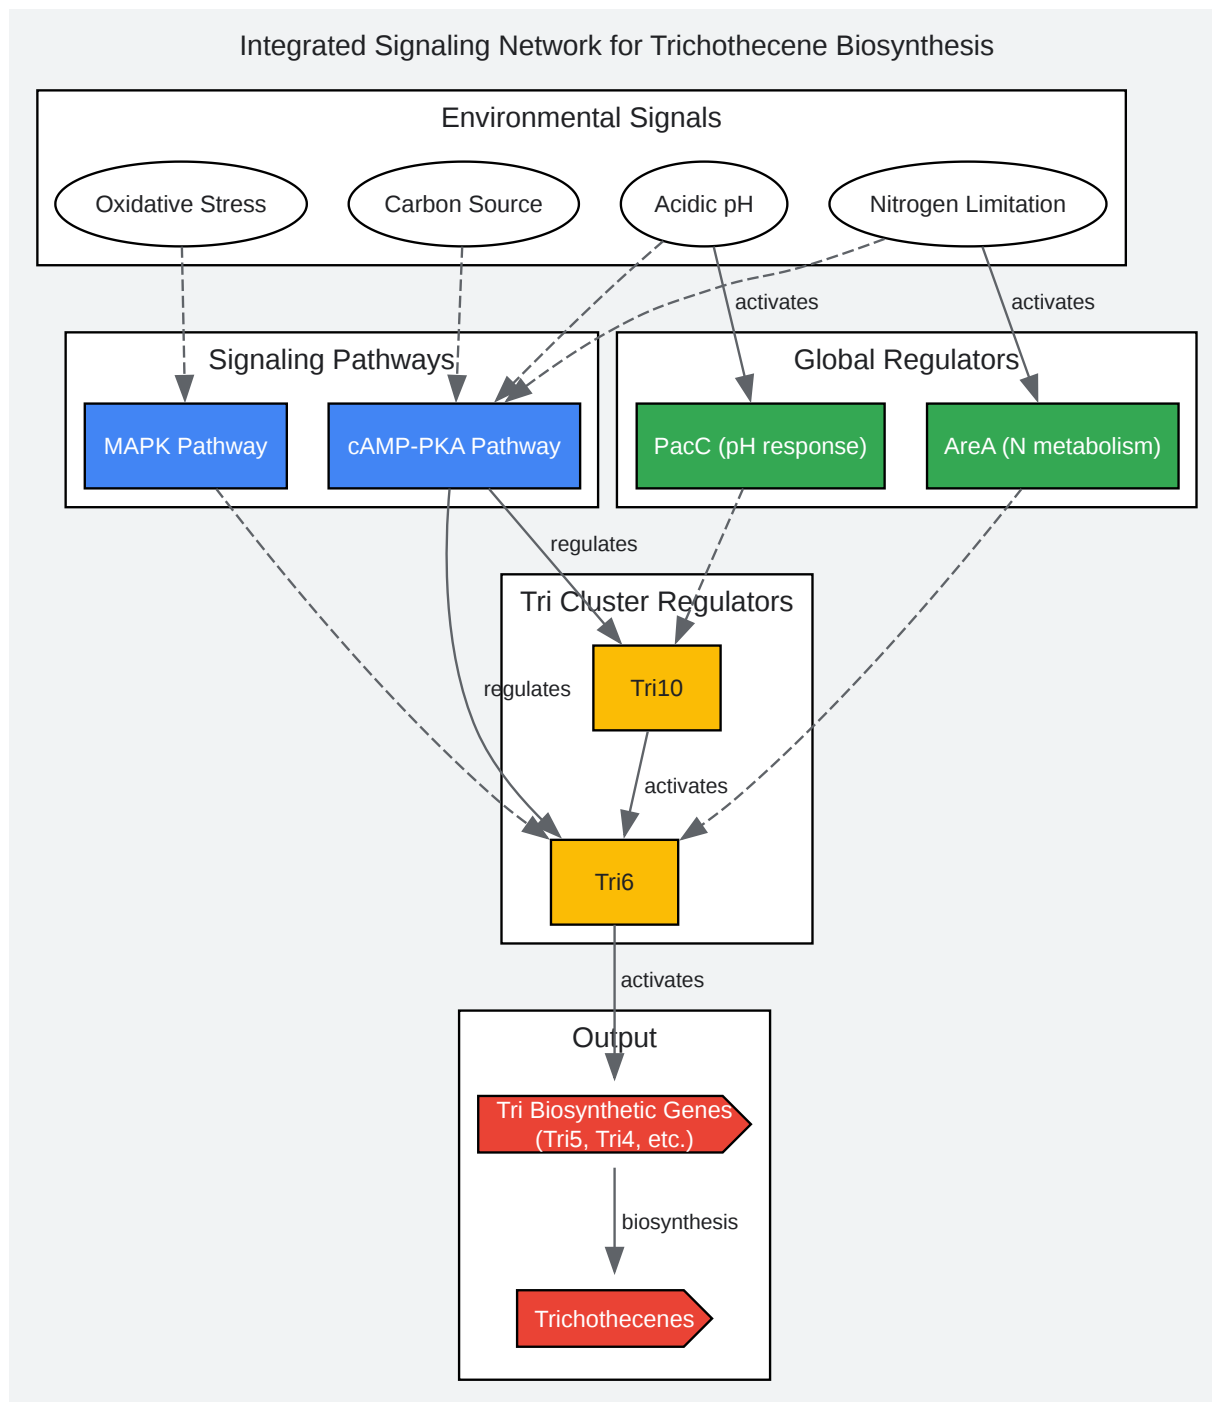 Integrated Signaling Network for Trichothecene Biosynthesis
Environmental Signals
Oxidative Stress
Carbon Source
Acidic pH
Nitrogen Limitation
activates
activates
Signaling Pathways
Global Regulators
MAPK Pathway
cAMP-PKA Pathway
PacC (pH response)
AreA (N metabolism)
regulates
Tri Cluster Regulators
regulates
Tri10
activates
Tri6
activates
Output
Tri Biosynthetic Genes
(Tri5, Tri4, etc.)
biosynthesis
Trichothecenes